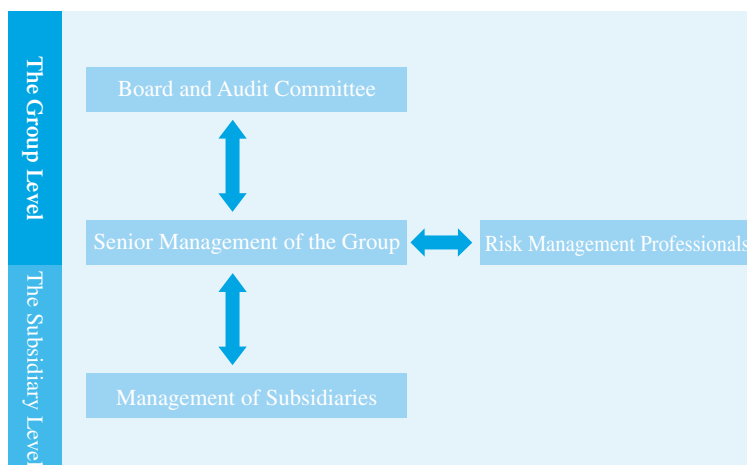 The Group Level
Board and Audit Committee
Senior Management of the Group
Risk Management Professionals
The Subsidiary Level
Management of Subsidiaries